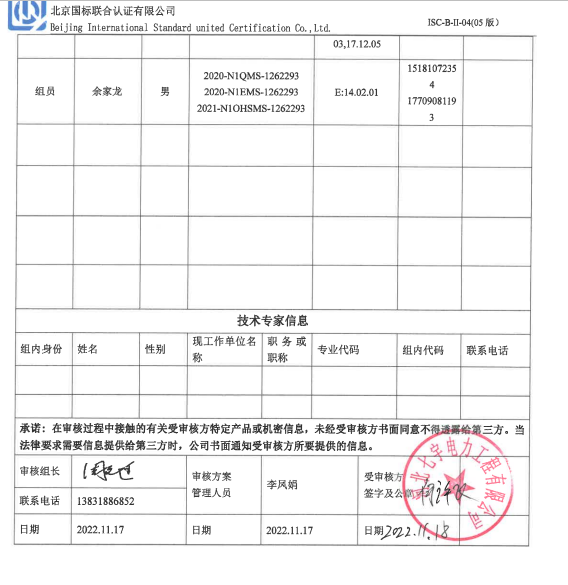 北京国标联合认证有限公司
Beijing International Standard united Certification Co.,Ltd.
ISC-B-II-04(05 版)
03,17.12.05
组员 余家龙 男 2020-N1QMS-1262293 2020-N1EMS-1262293 2021-N1OHSMS-1262293 E:14.02.01 15181072354 17709081193
技术专家信息
组内身份 姓名 性别 现工作单位名称 职务或职称 专业代码 组内代码 联系电话
承诺：在审核过程中接触的有关受审核方特定产品或机密信息，未经受审核方书面同意不得透露给第三方。当
法律要求需要信息提供给第三方时，公司书面通知受审核方所要提供的信息。
审核组长 审核方案管理人员 李凤娟 受审核方签字及公章
联系电话 13831886852
日期 2022.11.17 日期 2022.11.17 日期 2022.11.18
北七宇电力工程有限公司